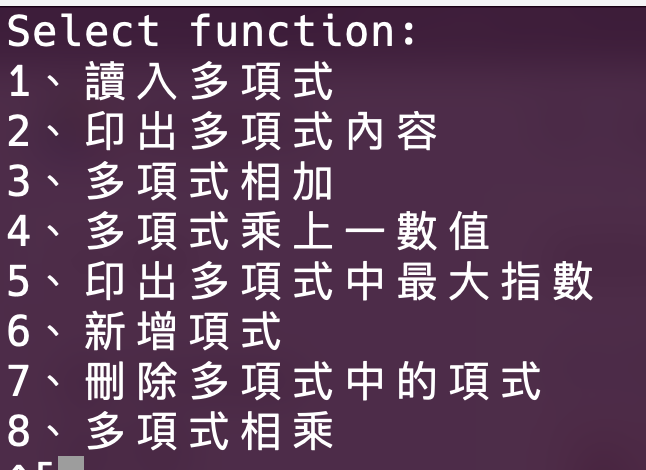 Select function:
1、讀入多項式
2、印出多項式內容
3、多項式相加
4、多項式乘上一數值
5、印出多項式中最大指數
6、新增項式
7、刪除多項式中的項式
8、多項式相乘